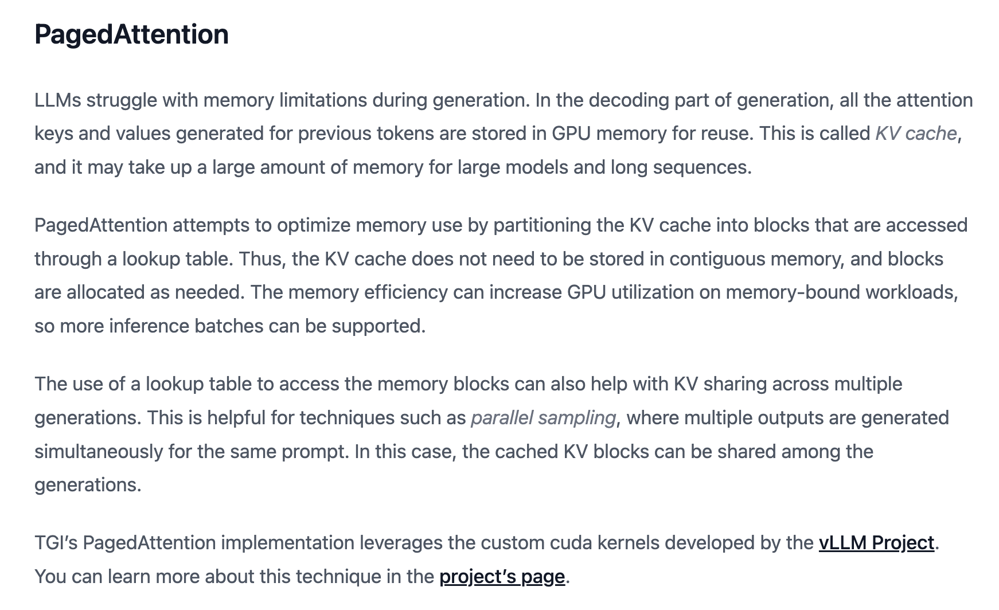 PagedAttention
LLMs struggle with memory limitations during generation. In the decoding part of generation, all the attention
keys and values generated for previous tokens are stored in GPU memory for reuse. This is called KV cache,
and it may take up a large amount of memory for large models and long sequences.
PagedAttention attempts to optimize memory use by partitioning the KV cache into blocks that are accessed
through a lookup table. Thus, the KV cache does not need to be stored in contiguous memory, and blocks
are allocated as needed. The memory efficiency can increase GPU utilization on memory-bound workloads,
so more inference batches can be supported.
The use of a lookup table to access the memory blocks can also help with KV sharing across multiple
generations. This is helpful for techniques such as parallel sampling, where multiple outputs are generated
simultaneously for the same prompt. In this case, the cached KV blocks can be shared among the
generations.
TGI’s PagedAttention implementation leverages the custom cuda kernels developed by the vLLM Project.
You can learn more about this technique in the project’s page.